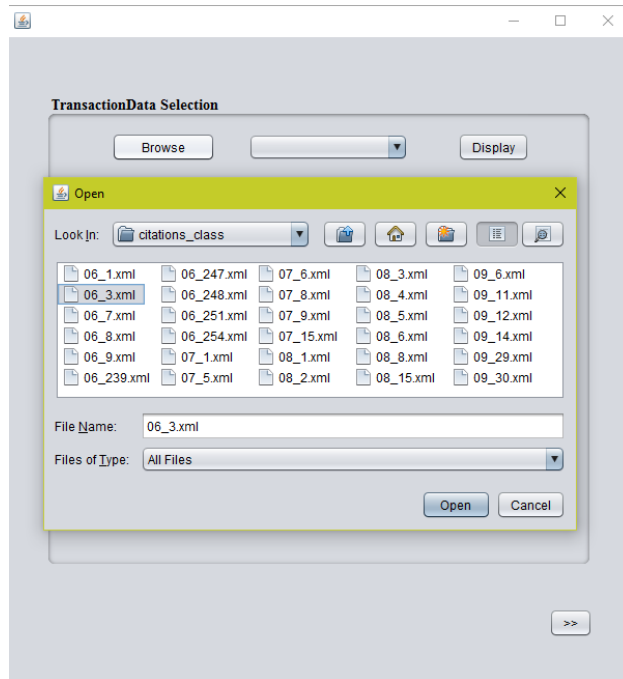 TransactionData Selection
Browse Display
Open
Look In: citations_class
06_1.xml 06_247.xml 07_6.xml 08_3.xml 09_6.xml
06_3.xml 06_248.xml 07_8.xml 08_4.xml 09_11.xml
06_7.xml 06_251.xml 07_9.xml 08_5.xml 09_12.xml
06_8.xml 06_254.xml 07_15.xml 08_6.xml 09_14.xml
06_9.xml 07_1.xml 08_1.xml 08_8.xml 09_29.xml
06_239.xml 07_5.xml 08_2.xml 08_15.xml 09_30.xml
File Name: 06_3.xml
Files of Type: All Files
Open Cancel
>>